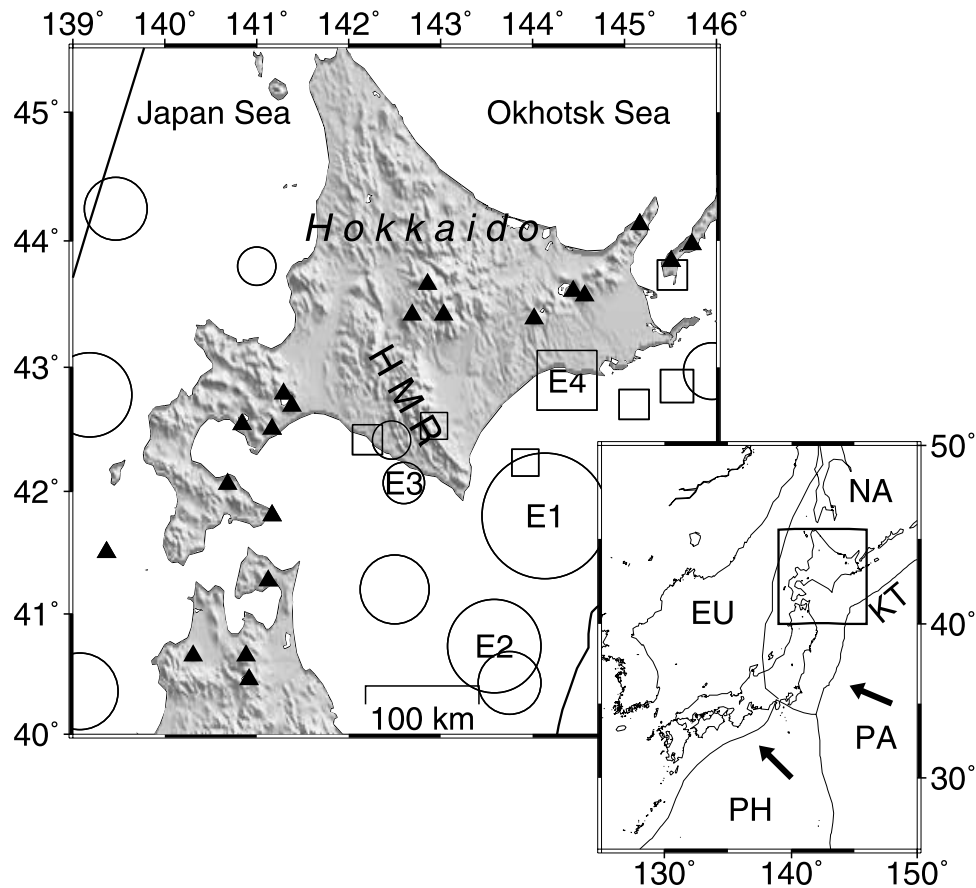 139° 140° 141° 142° 143° 144° 145° 146°
45°
Japan Sea
Okhotsk Sea
44°
Hokkaido
43°
HMR
E4
42°
E3
E1
41°
E2
100 km
40°
50°
NA
EU
KT
40°
PA
30°
PH
130° 140° 150°